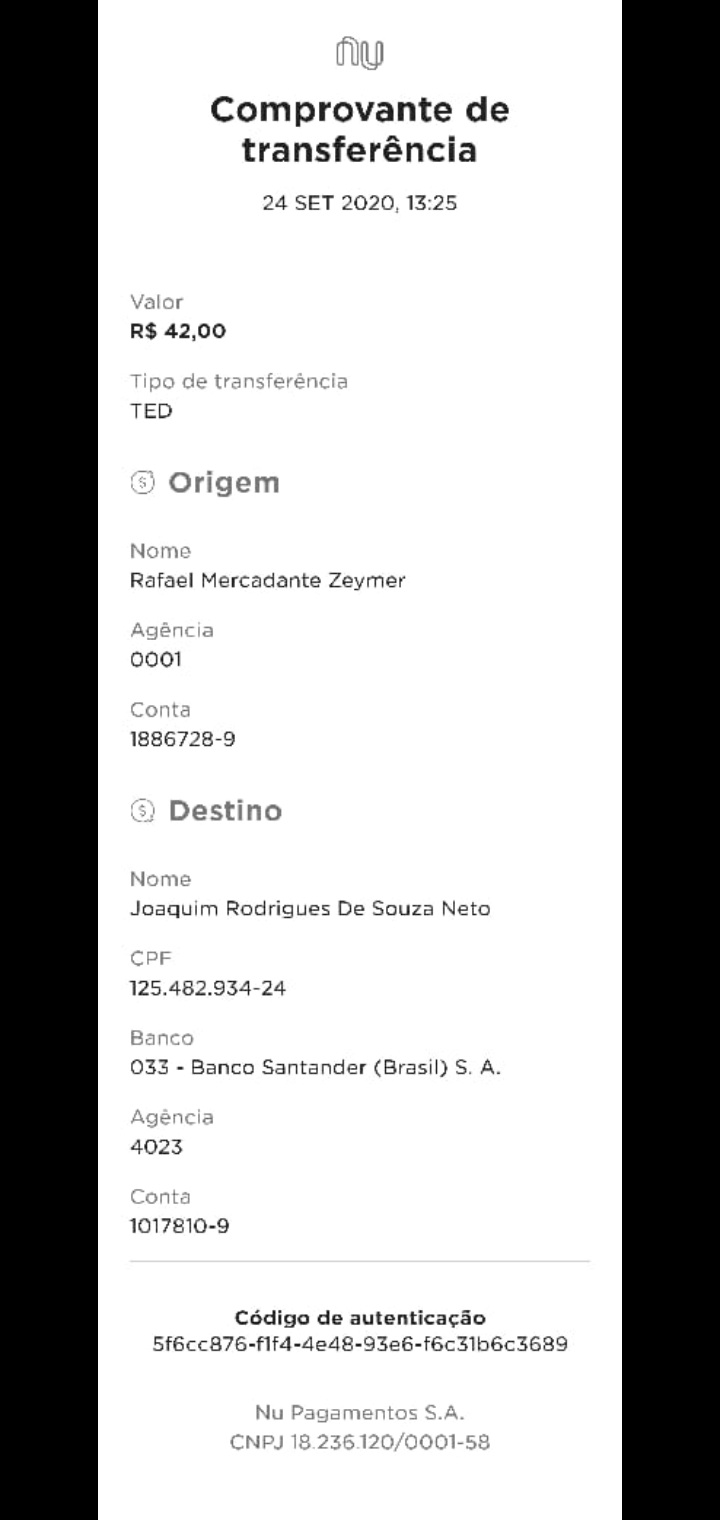 nu
Comprovante de
transferência
24 SET 2020, 13:25
Valor
R$ 42,00
Tipo de transferência
TED
Origem
Nome
Rafael Mercadante Zeymer
Agência
0001
Conta
1886728-9
Destino
Nome
Joaquim Rodrigues De Souza Neto
CPF
125.482.934-24
Banco
033 - Banco Santander (Brasil) S. A.
Agência
4023
Conta
1017810-9
Código de autenticação
5f6cc876-f1f4-4e48-93e6-f6c31b6c3689
Nu Pagamentos S.A.
CNPJ 18.236.120/0001-58